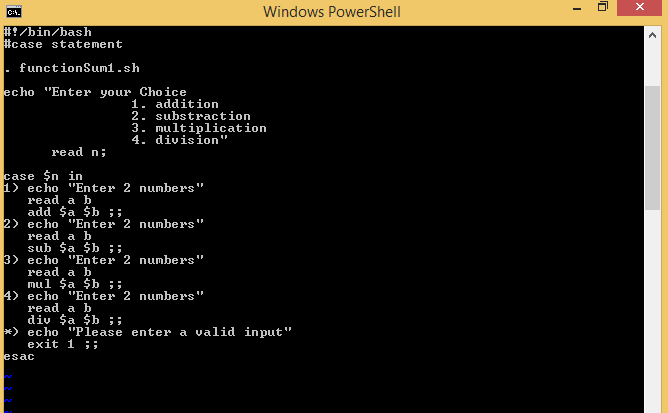 Windows PowerShell
#!/bin/bash
#case statement
. functionSum1.sh
echo "Enter your Choice
1. addition
2. substraction
3. multiplication
4. division"
read n;
case $n in
1) echo "Enter 2 numbers"
read a b
add $a $b ;;
2) echo "Enter 2 numbers"
read a b
sub $a $b ;;
3) echo "Enter 2 numbers"
read a b
mul $a $b ;;
4) echo "Enter 2 numbers"
read a b
div $a $b ;;
*) echo "Please enter a valid input"
exit 1 ;;
esac
~
~
~
~